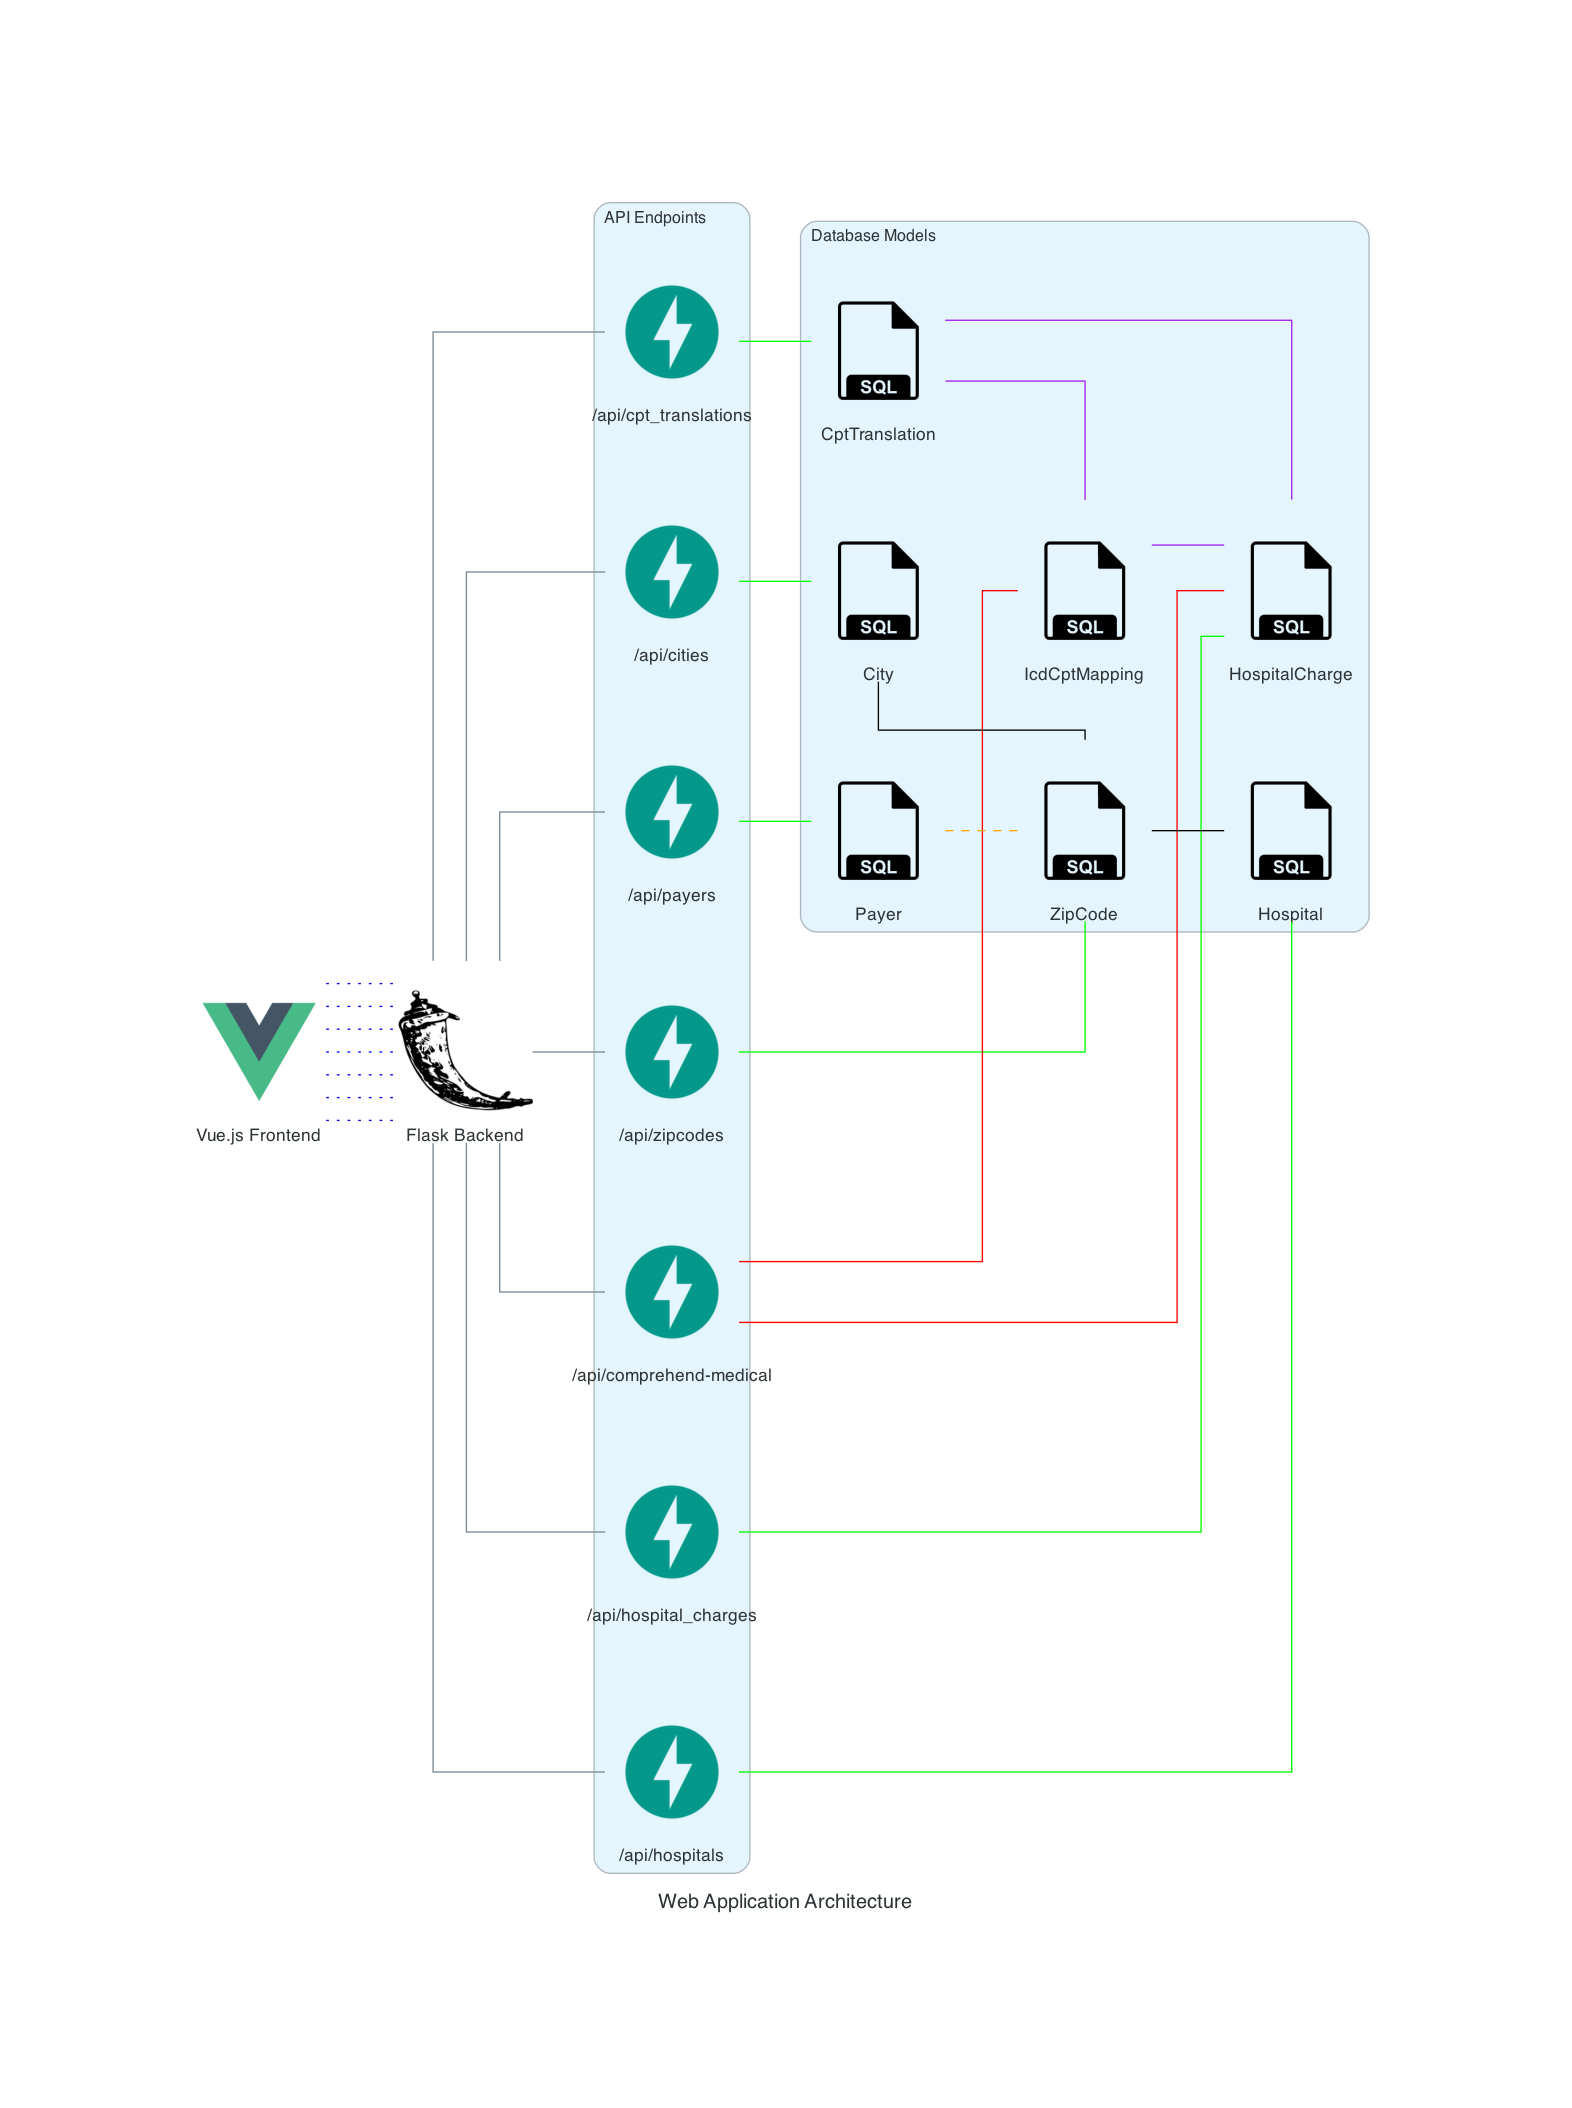 API Endpoints
Database Models
SQL
/api/cpt_translations
CptTranslation
SQL
SQL
SQL
/api/cities
City
IcdCptMapping
HospitalCharge
SQL
SQL
SQL
/api/payers
Payer
ZipCode
Hospital
Vue.js Frontend
Flask Backend
/api/zipcodes
/api/comprehend-medical
/api/hospital_charges
/api/hospitals
Web Application Architecture